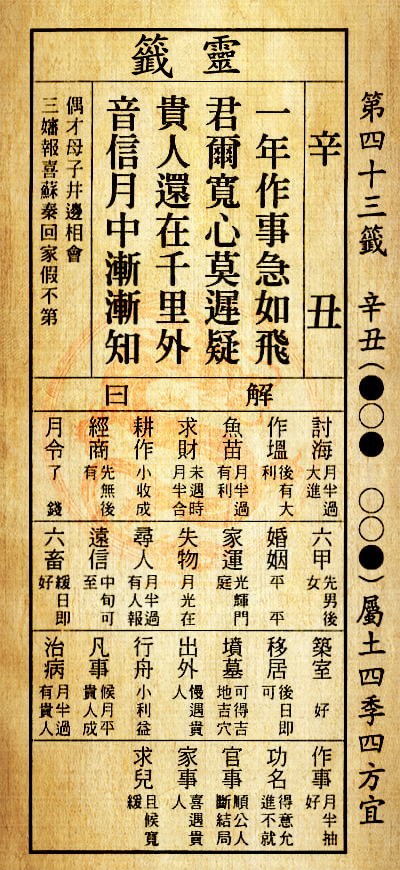 第四十三籤 辛丑(●○● ○○●)屬土四季四方宜
靈籤
辛丑
一年作事急如飛
君爾寬心莫遲疑
貴人還在千里外
音信月中漸漸知
偶才母子井邊相會
三嬸報喜蘇秦回家假不第
解曰
討海 月半過大進
作塭 後有大利
魚苗 月半過有利
求財 未遇時月半含
耕作 小收成
經商 先無後有
月令 了錢
六甲 先男後女
婚姻 平平
家運 光輝門庭
失物 月光在
尋人 月半過有人報
遠信 中旬可至
六畜 緩日即好
築室 好
移居 後日即可
墳墓 可得吉地吉穴
出外 慢遇貴人
行舟 小利益
凡事 候月平貴人成
治病 月半過有貴人
作事 月半抽好
功名 得意允進不就
官事 順公人斷結局
家事 喜遇貴人
求兒 且候寬緩